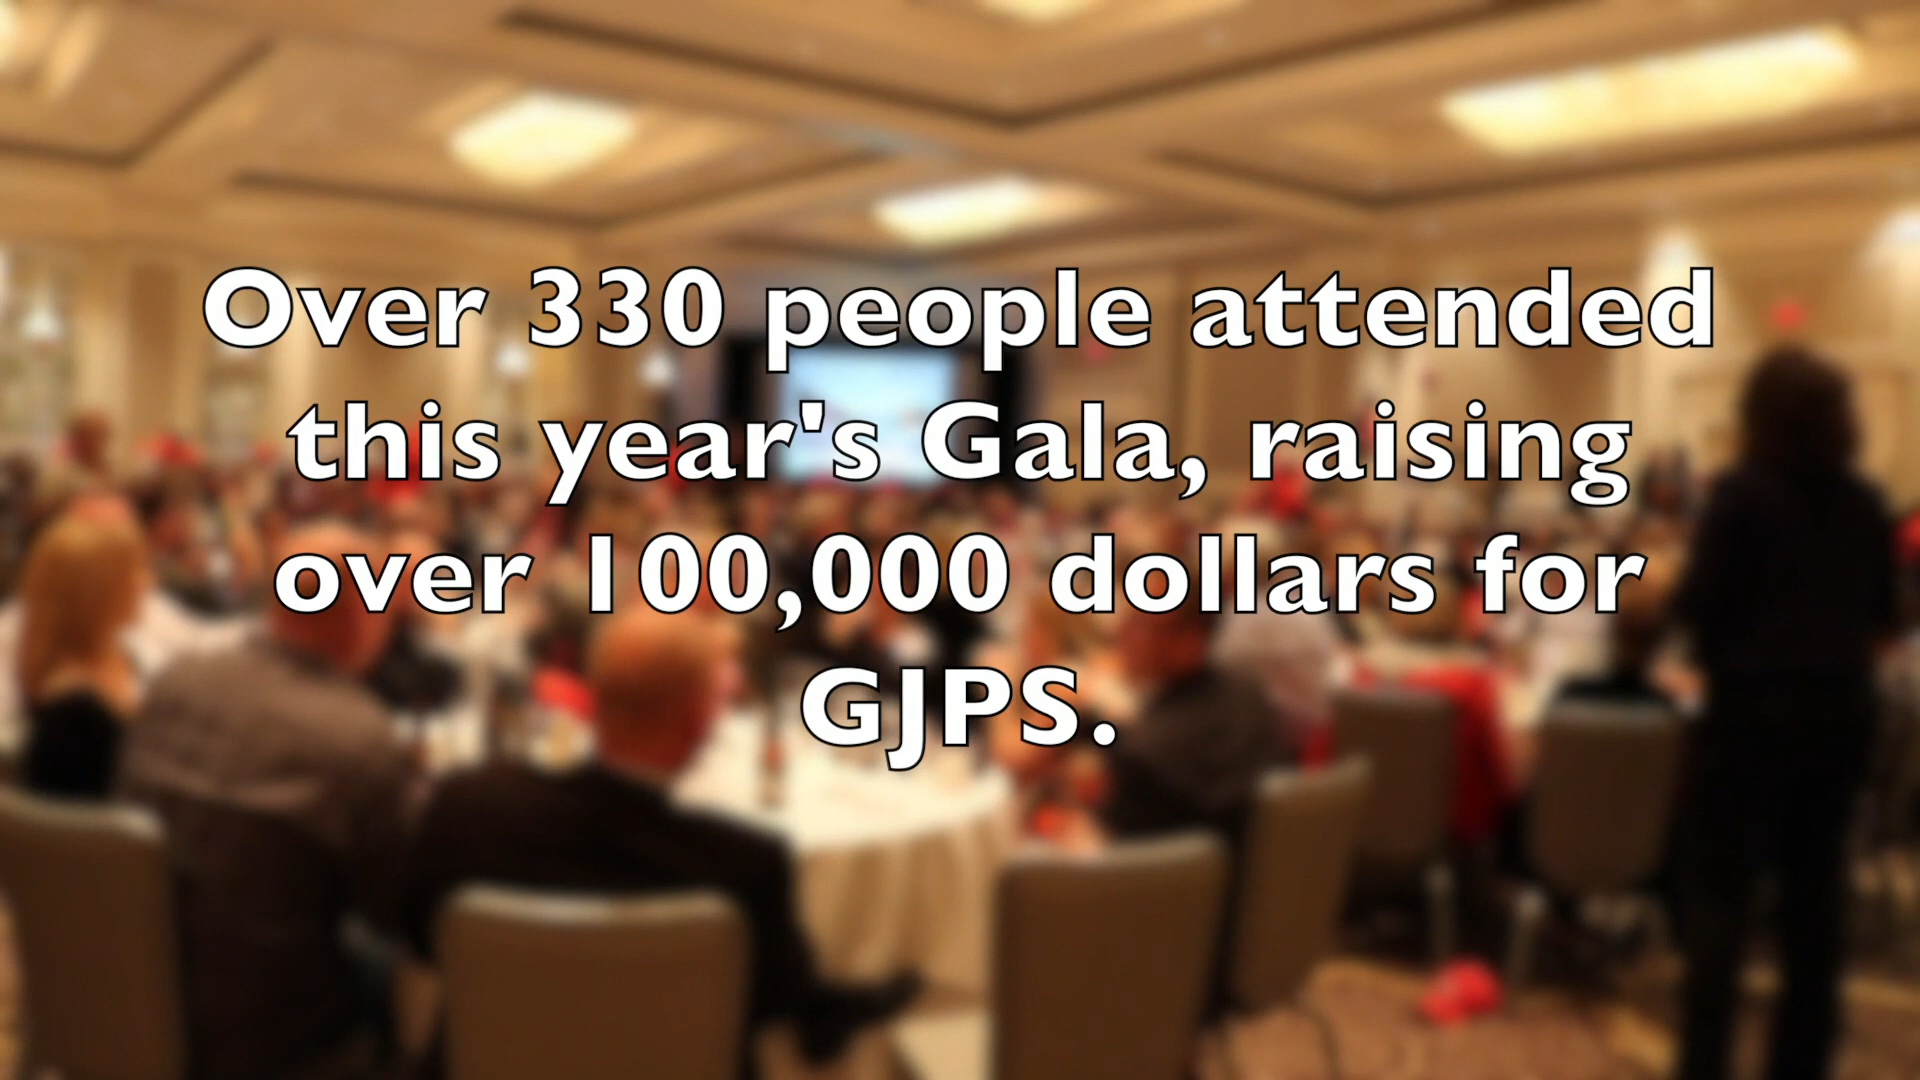 Over 330 people attended
this year's Gala, raising
over 100,000 dollars for
GJPS.